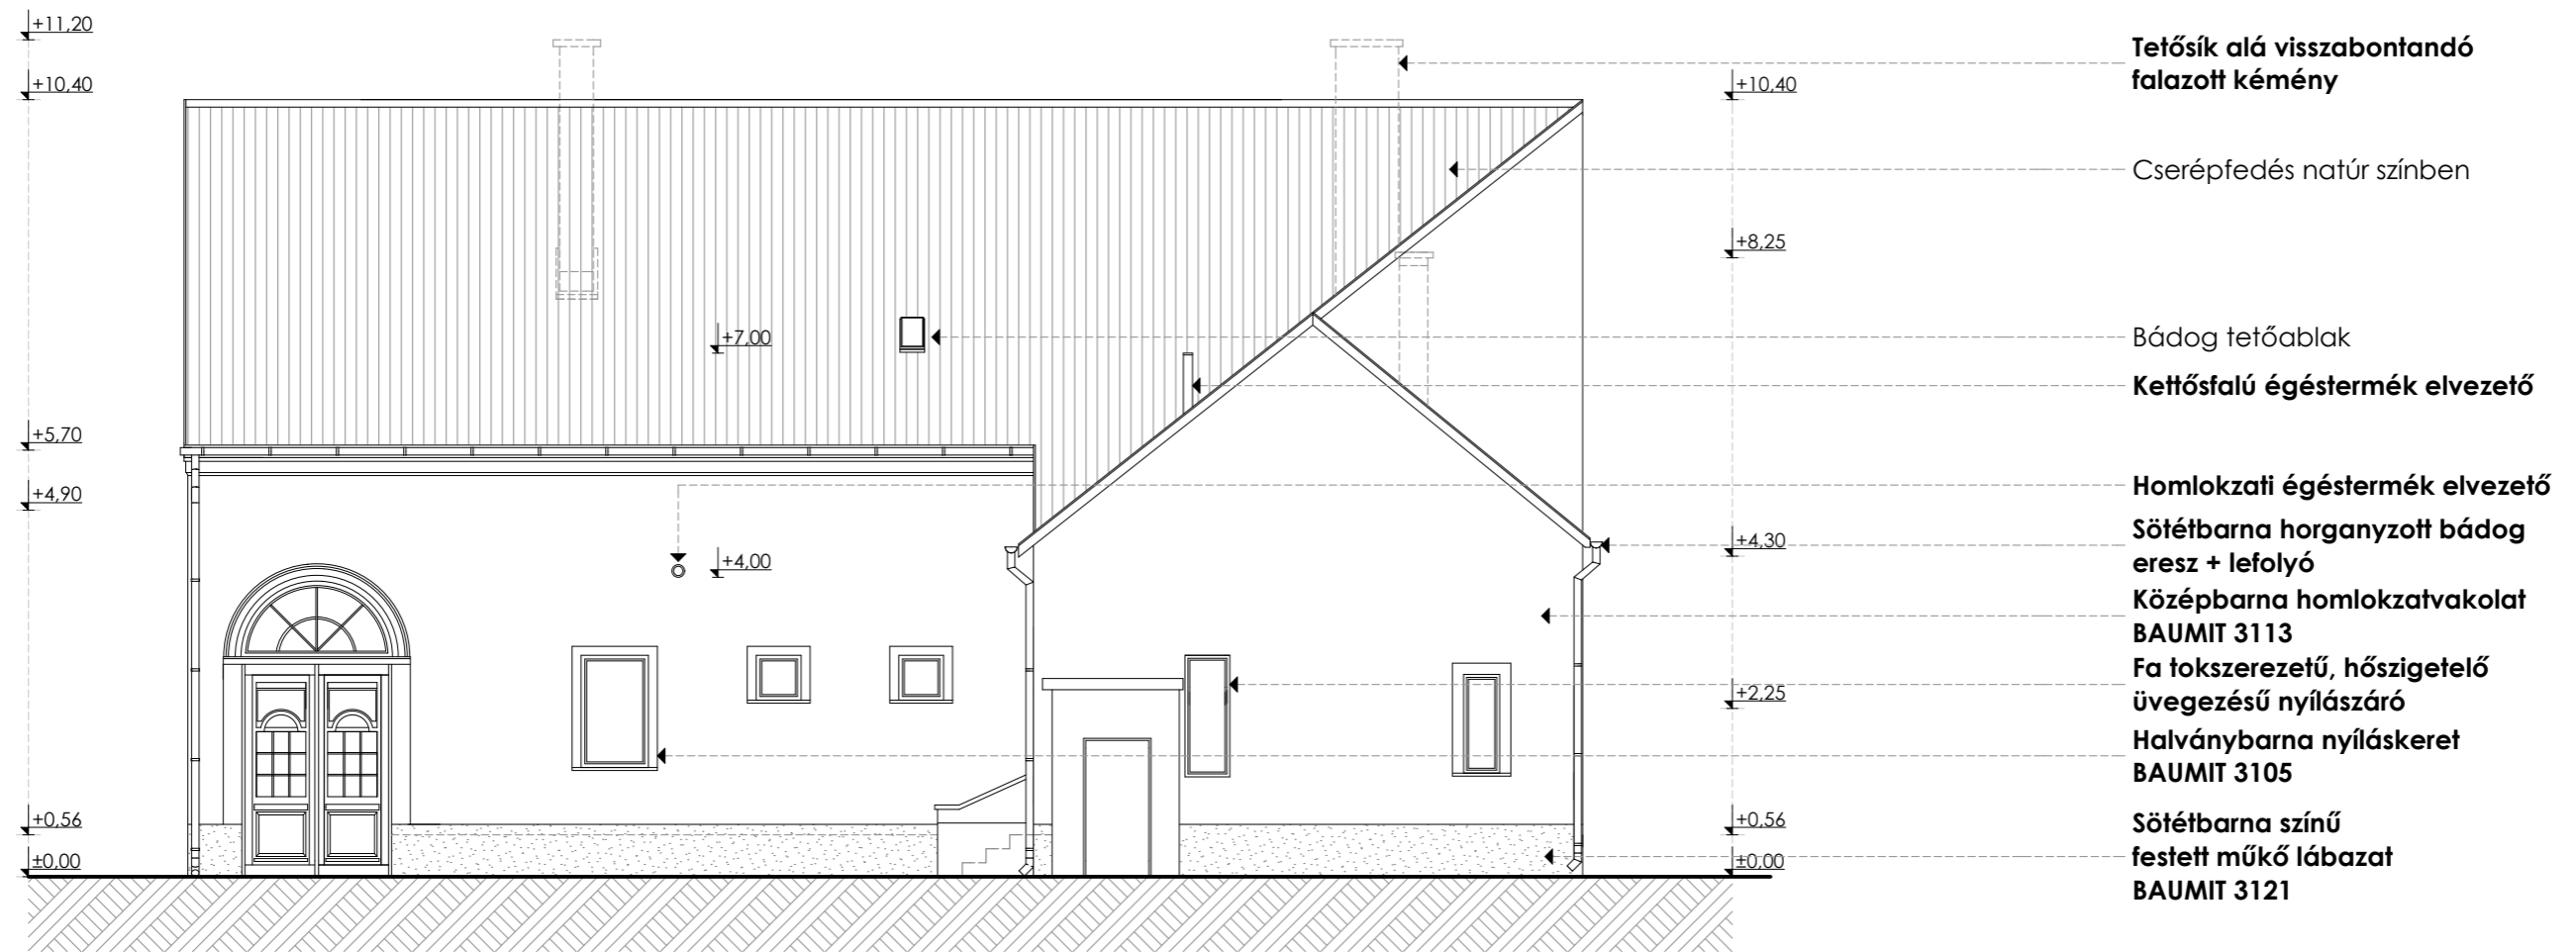 +11,20
+10,40
+7,00
+5,70
+4,90
+4,00
+0,56
±0,00
+10,40
+8,25
+4,30
+2,25
+0,56
±0,00
Tetősík alá visszabontandó
falazott kémény
Cserépfedés natúr színben
Bádog tetőablak
Kettősfalú égéstermék elvezető
Homlokzati égéstermék elvezető
Sötétbarna horganyzott bádog
eresz + lefolyó
Középbarna homlokzatvakolat
BAUMIT 3113
Fa tokszerezetű, hőszigetelő
üvegezésű nyílászáró
Halványbarna nyíláskeret
BAUMIT 3105
Sötétbarna színű
festett műkő lábazat
BAUMIT 3121